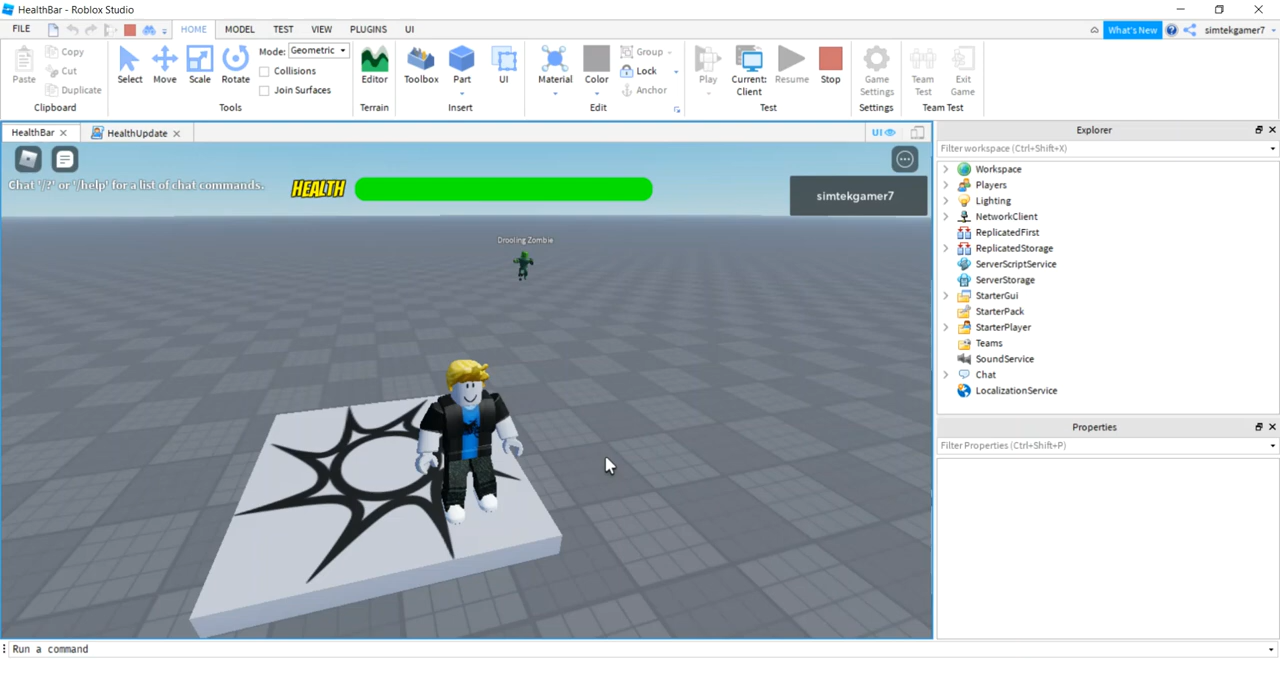 HealthBar - Roblox Studio
FILE HOME MODEL TEST VIEW PLUGINS UI What's New simtekgamer7
Paste Copy Cut Duplicate Select Move Scale Rotate Mode: Geometric Collisions Join Surfaces Editor Toolbox Part UI Material Color Group Lock Anchor Play Current: Client Resume Stop Game Settings Team Test Exit Game
Clipboard Tools Terrain Insert Edit Test Settings Team Test
HealthBar HealthUpdate UI
Chat '/?' or '/help' for a list of chat commands.
HEALTH
simtekgamer7
Drooling Zombie
Explorer
Filter workspace (Ctrl+Shift+X)
Workspace
Players
Lighting
NetworkClient
ReplicatedFirst
ReplicatedStorage
ServerScriptService
ServerStorage
StarterGui
StarterPack
StarterPlayer
Teams
SoundService
Chat
LocalizationService
Properties
Filter Properties (Ctrl+Shift+P)
Run a command